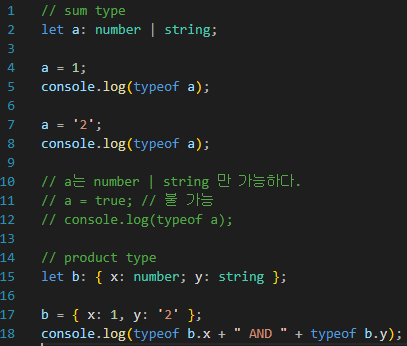 1 // sum type
2 let a: number | string;
3
4 a = 1;
5 console.log(typeof a);
6
7 a = '2';
8 console.log(typeof a);
9
10 // a는 number | string 만 가능하다.
11 // a = true; // 불 가능
12 // console.log(typeof a);
13
14 // product type
15 let b: { x: number; y: string };
16
17 b = { x: 1, y: '2' };
18 console.log(typeof b.x + " AND " + typeof b.y);